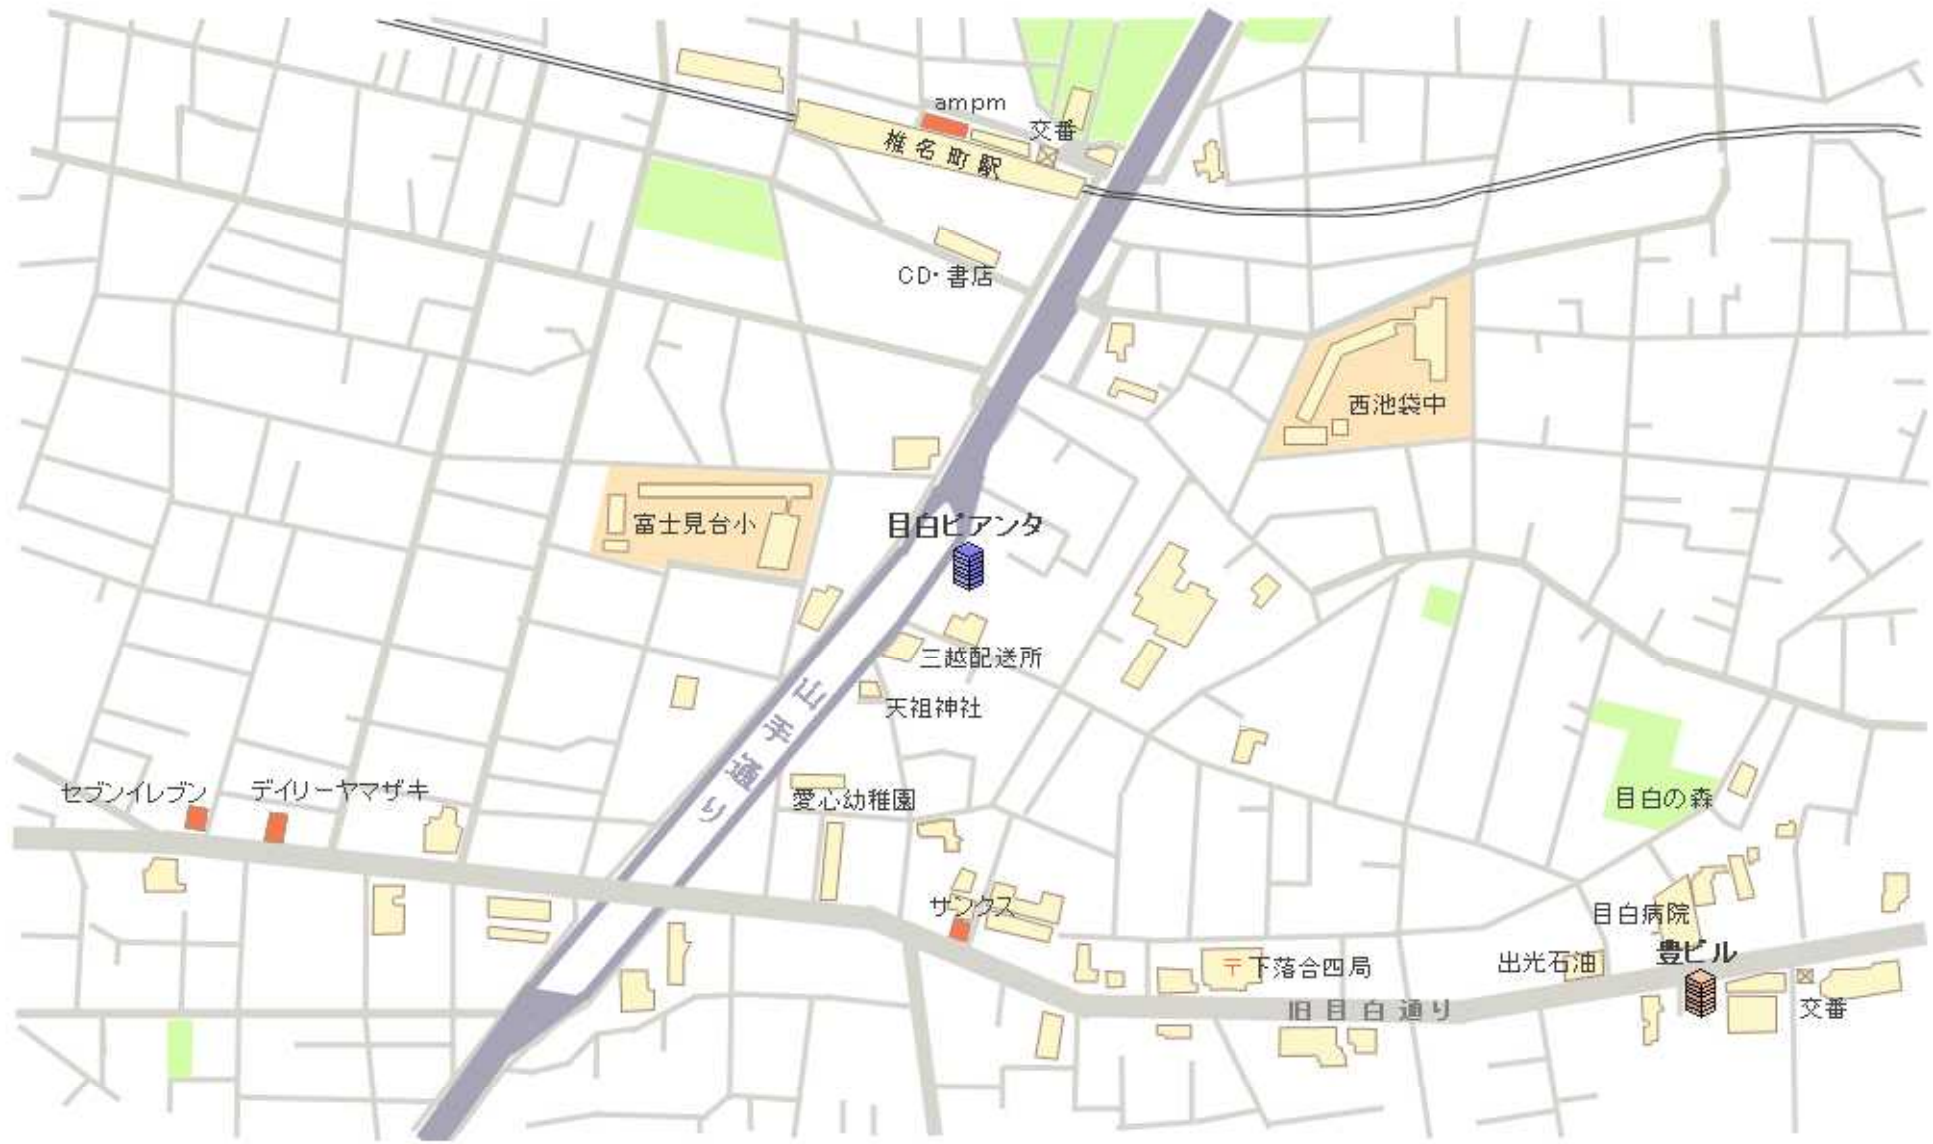 ampm
交番
椎名町駅
CD・書店
西池袋中
富士見台小
目白ピアンタ
三越配送所
天祖神社
山手通り
セブンイレブン
デイリーヤマザキ
愛心幼稚園
目白の森
サンクス
目白病院
豊ビル
出光石油
〒下落合四局
旧目白通り
交番